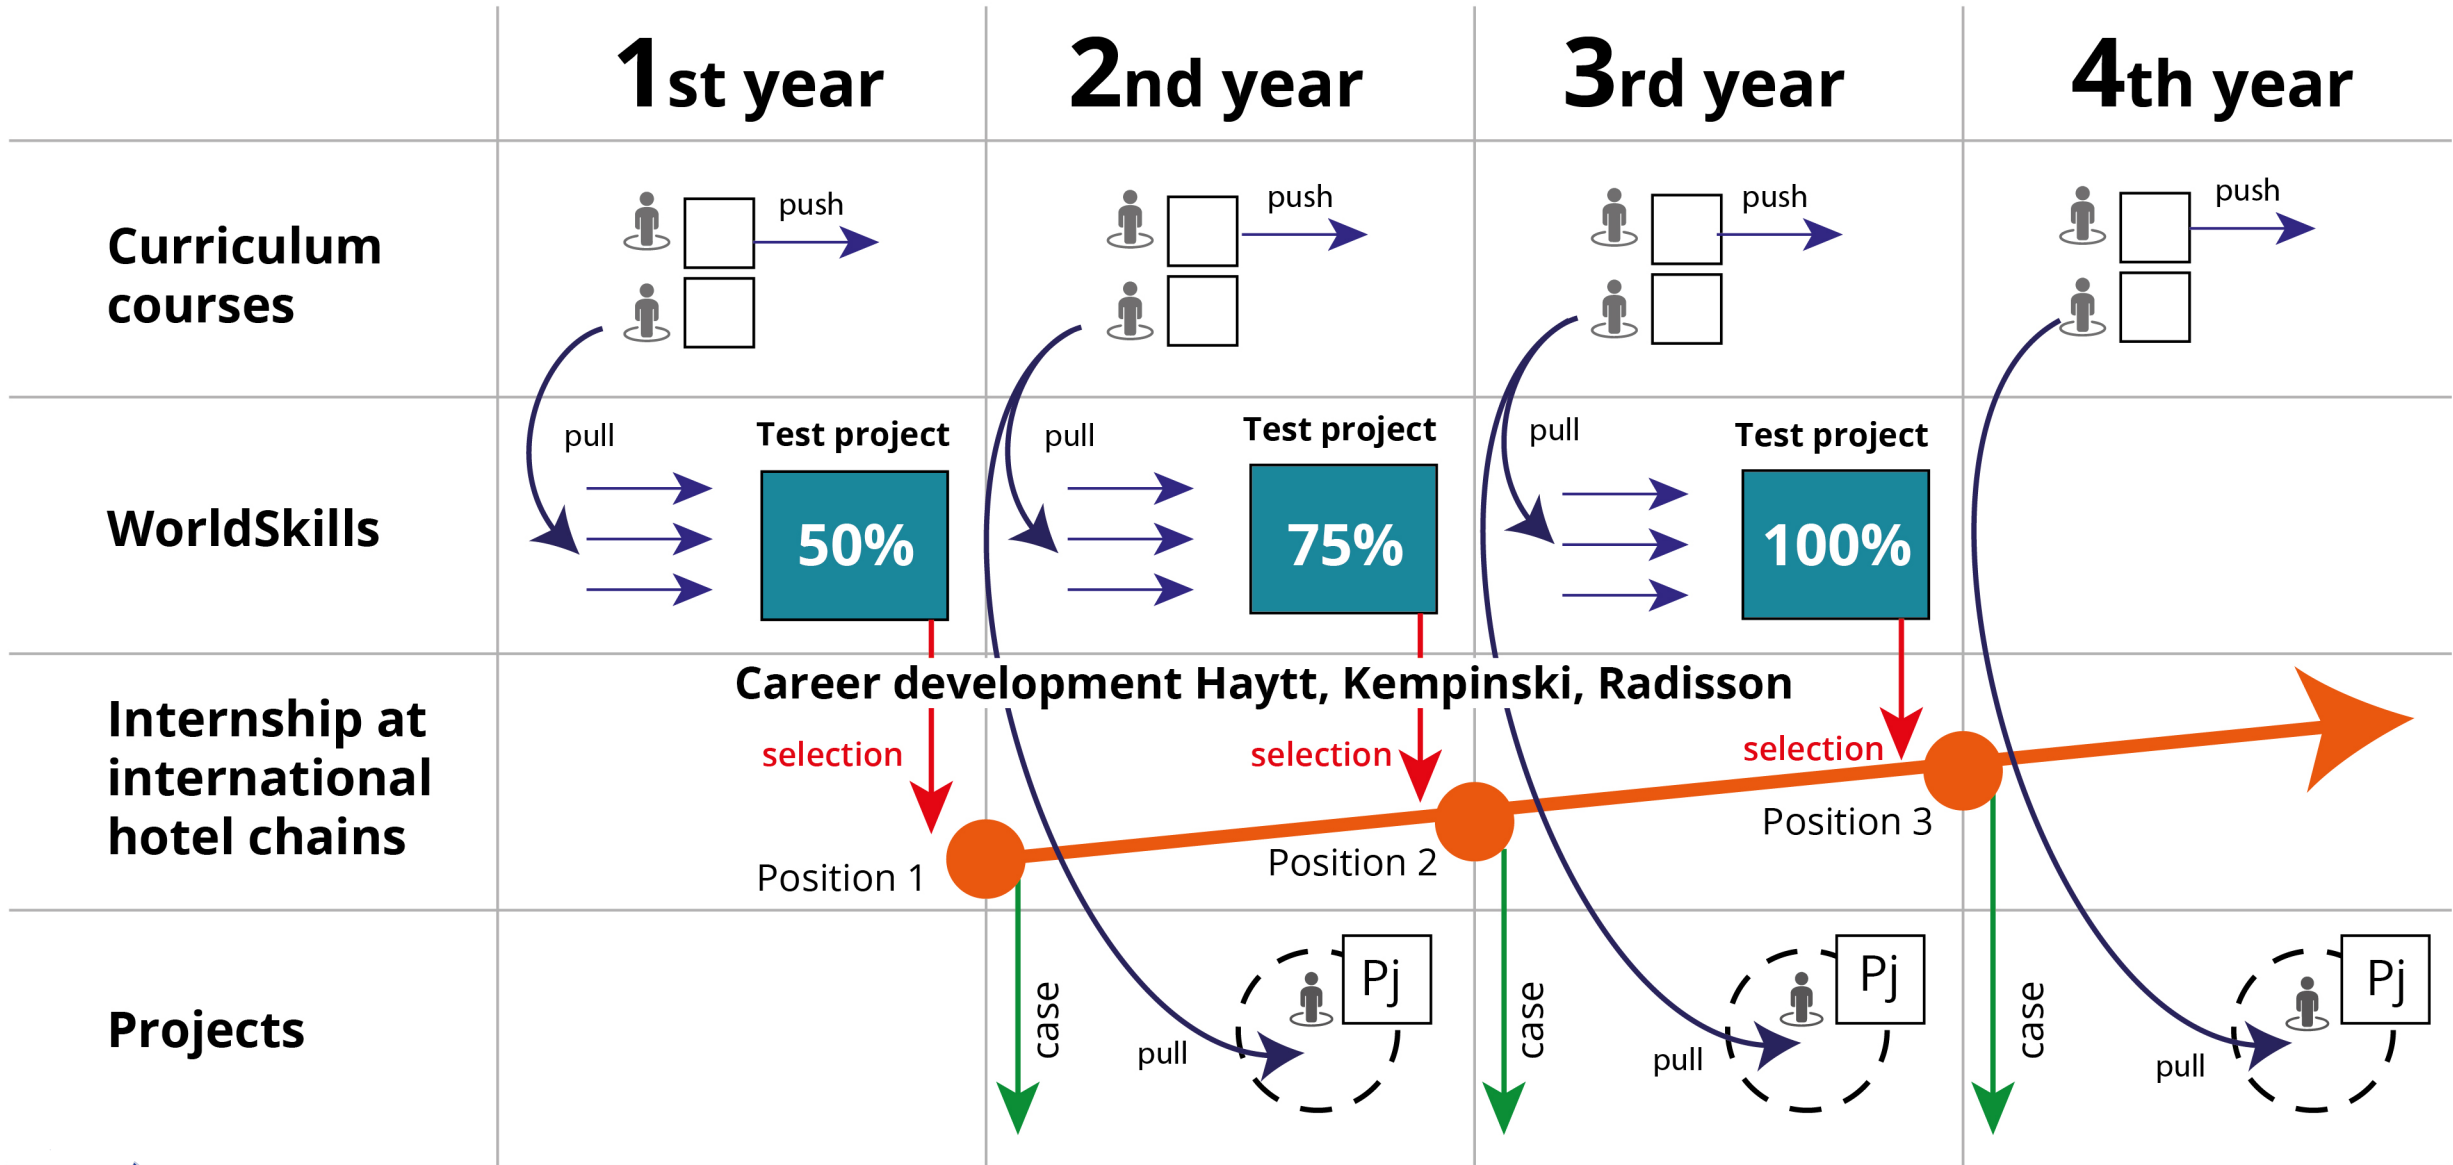 1st year
2nd year
3rd year
4th year
Curriculum
courses
push
push
push
push
WorldSkills
pull
Test project
50%
pull
Test project
75%
pull
Test project
100%
Internship at
international
hotel chains
Career development Haytt, Kempinski, Radisson
selection
selection
selection
Position 1
Position 2
Position 3
Projects
case
pull
Pj
case
pull
Pj
case
pull
Pj